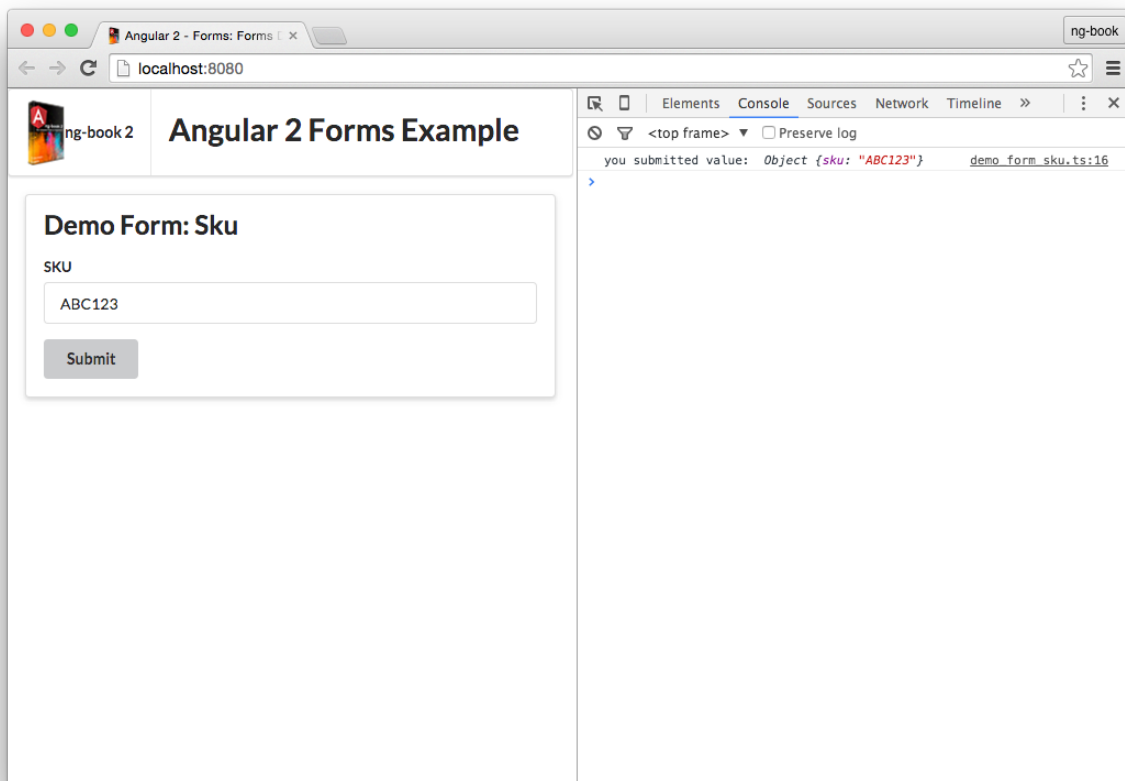 Angular 2 - Forms: Forms
ng-book
localhost:8080
ng-book 2
Angular 2 Forms Example
Elements Console Sources Network Timeline »
<top frame> ▼ Preserve log
you submitted value: Object {sku: "ABC123"} demo_form_sku.ts:16
>
Demo Form: Sku
SKU
ABC123
Submit